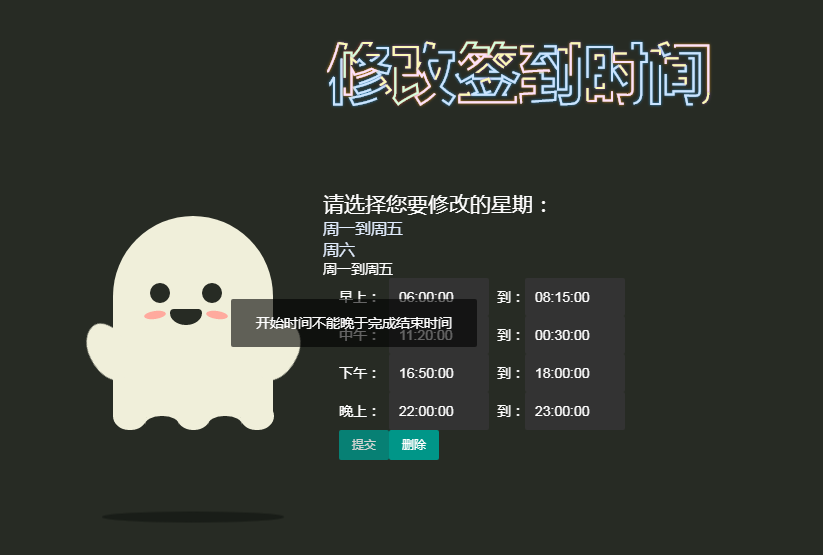 修改签到时间
请选择您要修改的星期：
周一到周五
周六
周一到周五
早上： 06:00:00 到： 08:15:00
开始时间不能晚于完成结束时间
中午： 11:20:00 到： 00:30:00
下午： 16:50:00 到： 18:00:00
晚上： 22:00:00 到： 23:00:00
提交 删除